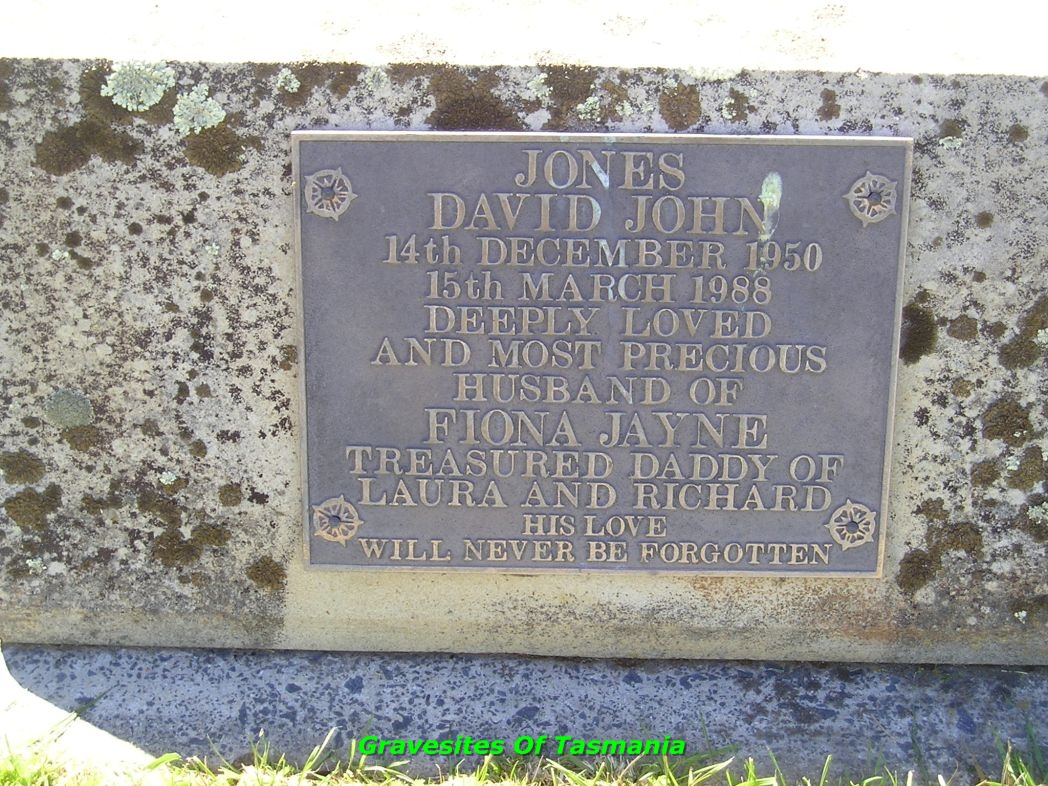 JONES
DAVID JOHN
14th DECEMBER 1950
15th MARCH 1988
DEEPLY LOVED
AND MOST PRECIOUS
HUSBAND OF
FIONA JAYNE
TREASURED DADDY OF
LAURA AND RICHARD
HIS LOVE
WILL NEVER BE FORGOTTEN
Gravesites Of Tasmania